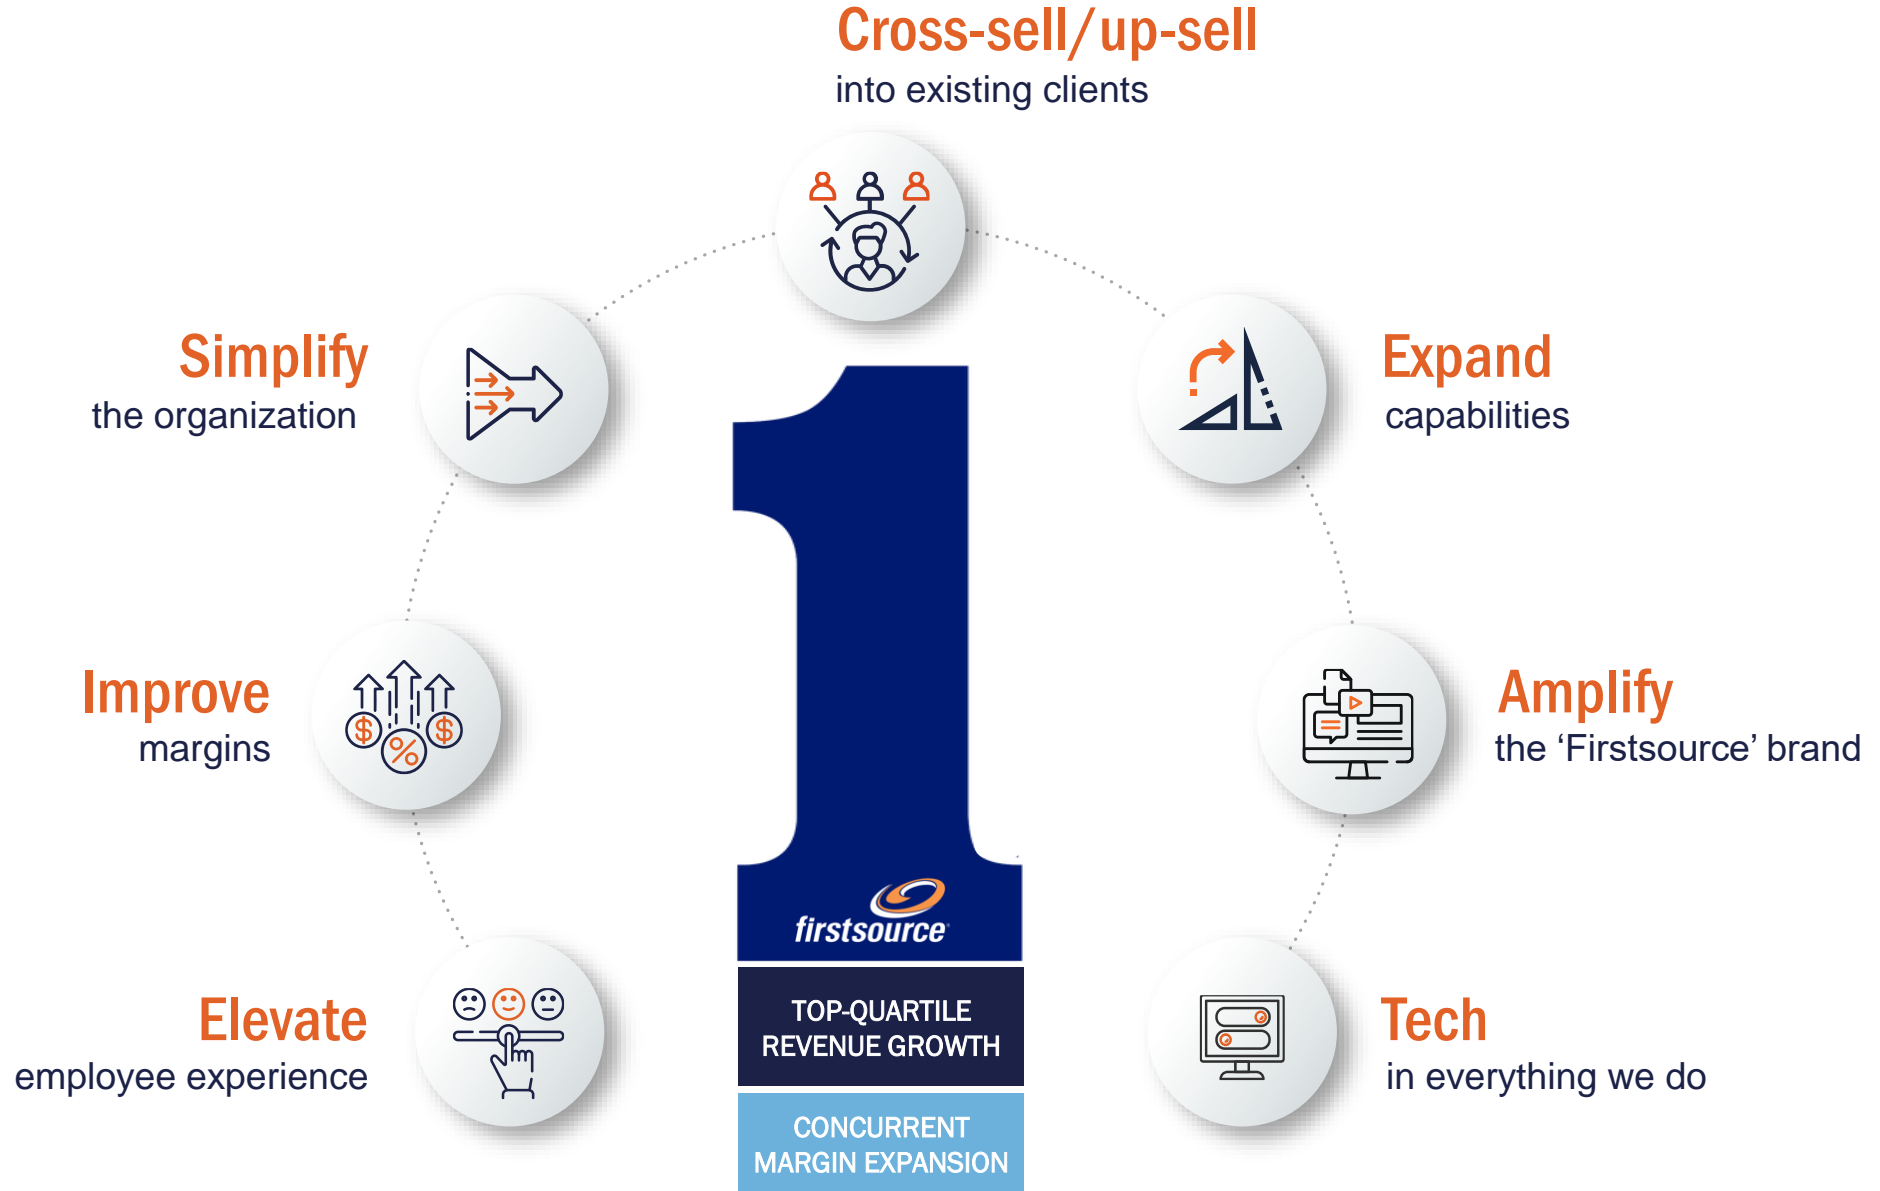 Cross-sell/up-sell
into existing clients
Simplify
the organization
Expand
capabilities
Improve
margins
Amplify
the ‘Firstsource’ brand
Elevate
employee experience
Tech
in everything we do
firstsource
TOP-QUARTILE
REVENUE GROWTH
CONCURRENT
MARGIN EXPANSION
1
$
%
$